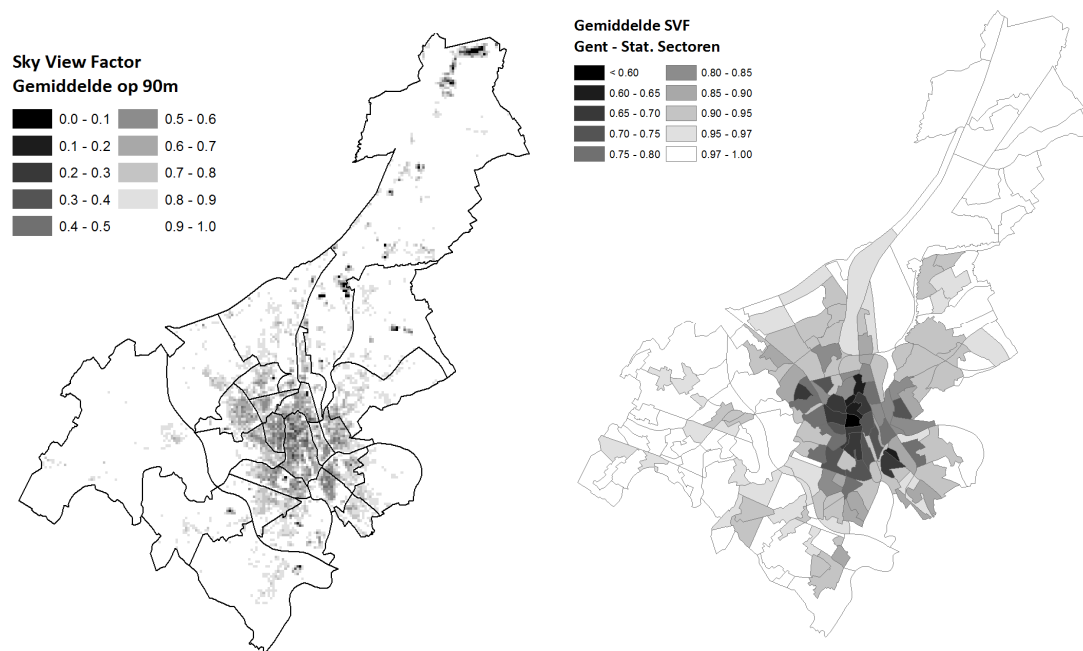 Sky View Factor
Gemiddelde op 90m
0.0 - 0.1
0.1 - 0.2
0.2 - 0.3
0.3 - 0.4
0.4 - 0.5
0.5 - 0.6
0.6 - 0.7
0.7 - 0.8
0.8 - 0.9
0.9 - 1.0
Gemiddelde SVF
Gent - Stat. Sectoren
< 0.60
0.60 - 0.65
0.65 - 0.70
0.70 - 0.75
0.75 - 0.80
0.80 - 0.85
0.85 - 0.90
0.90 - 0.95
0.95 - 0.97
0.97 - 1.00